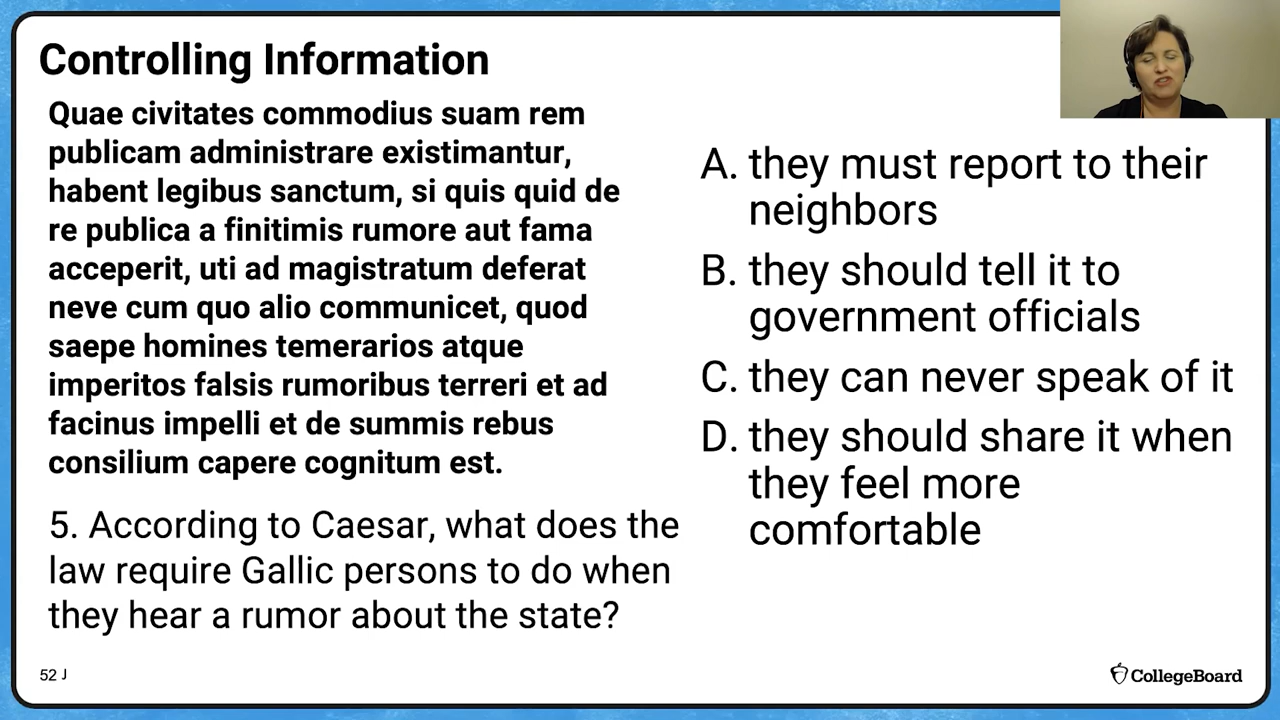 Controlling Information
Quae civitates commodius suam rem
publicam administrare existimantur,
habent legibus sanctum, si quis quid de
re publica a finitimis rumore aut fama
acceperit, uti ad magistratum deferat
neve cum quo alio communicet, quod
saepe homines temerarios atque
imperitos falsis rumoribus terreri et ad
facinus impelli et de summis rebus
consilium capere cognitum est.
5. According to Caesar, what does the
law require Gallic persons to do when
they hear a rumor about the state?
A. they must report to their
neighbors
B. they should tell it to
government officials
C. they can never speak of it
D. they should share it when
they feel more
comfortable
52 J
CollegeBoard